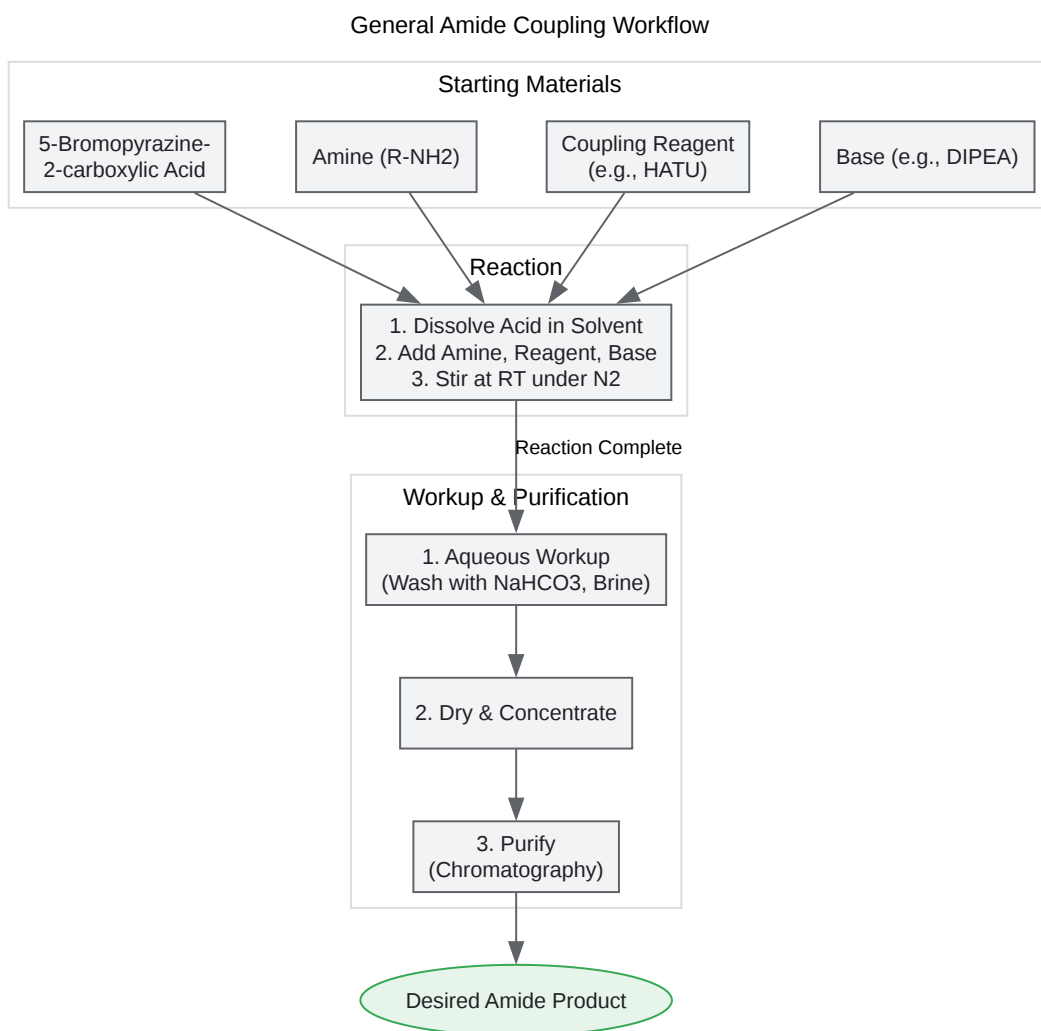 General Amide Coupling Workflow
Starting Materials
5-Bromopyrazine-
2-carboxylic Acid
Amine (R-NH2)
Coupling Reagent
(e.g., HATU)
Base (e.g., DIPEA)
Reaction
1. Dissolve Acid in Solvent
2. Add Amine, Reagent, Base
3. Stir at RT under N2
Reaction Complete
Workup & Purification
1. Aqueous Workup
(Wash with NaHCO3, Brine)
2. Dry & Concentrate
3. Purify
(Chromatography)
Desired Amide Product